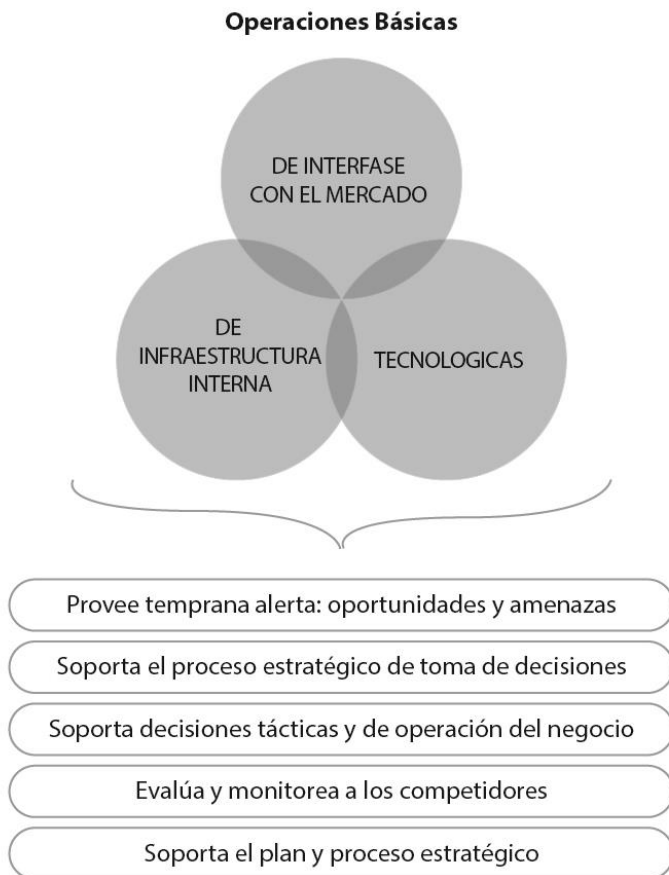 Operaciones Básicas
DE INTERFASE
CON EL MERCADO
DE
INFRAESTRUCTURA
INTERNA
TECNOLOGICAS
Provee temprana alerta: oportunidades y amenazas
Soporta el proceso estratégico de toma de decisiones
Soporta decisiones tácticas y de operación del negocio
Evalúa y monitorea a los competidores
Soporta el plan y proceso estratégico